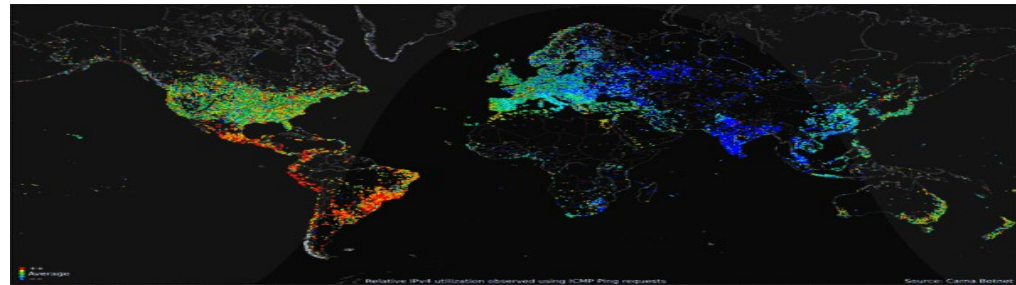 ++
Average
--
Relative IPv4 utilization observed using ICMP Ping requests
Source: Carna Botnet